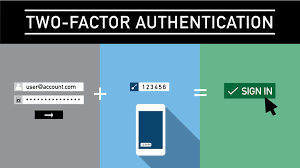 TWO-FACTOR AUTHENTICATION
user@account.com
+
123456
=
SIGN IN